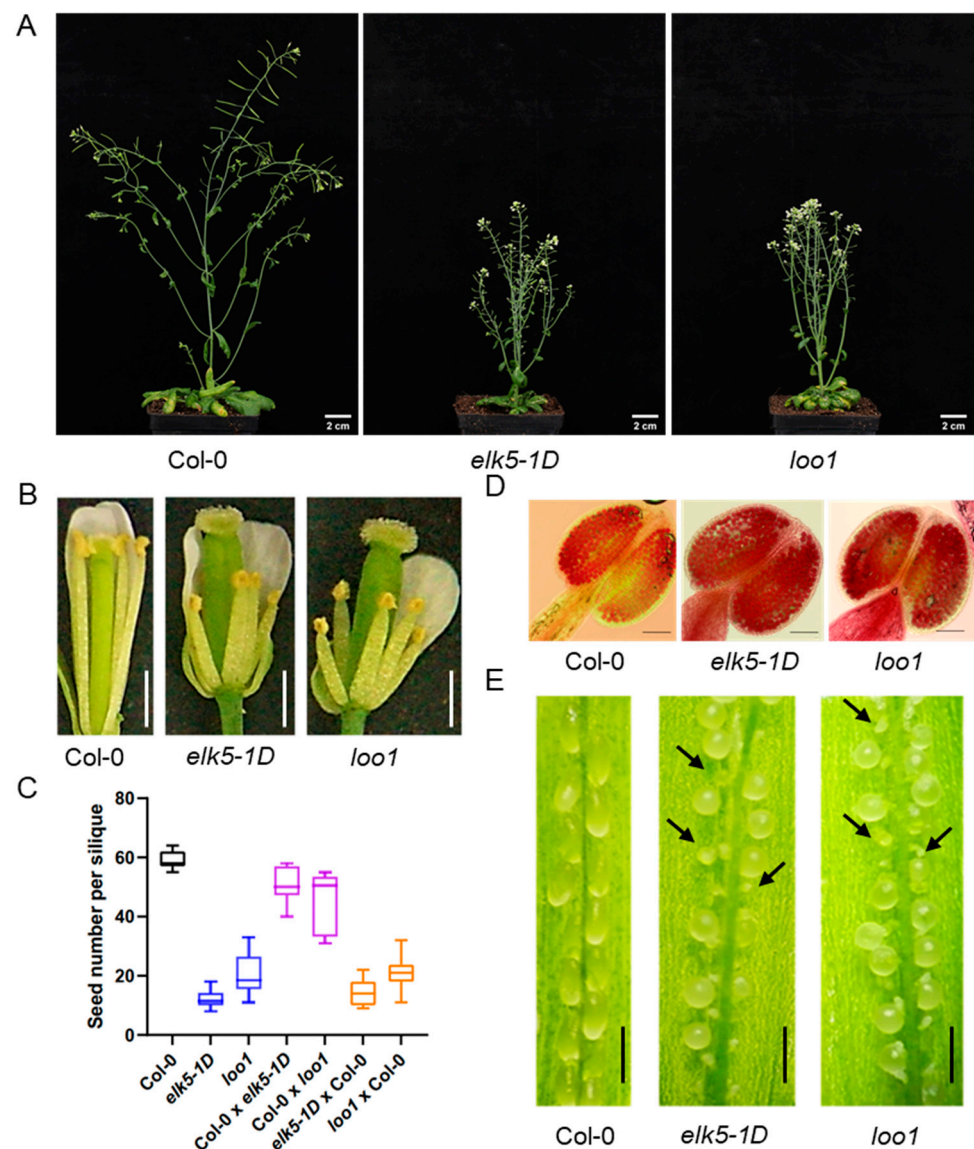 A
2 cm
2 cm
2 cm
Col-0
elk5-1D
loo1
B
Col-0
elk5-1D
loo1
D
Col-0
elk5-1D
loo1
C
Seed number per silique
80
60
40
20
0
Col-0
elk5-1D
loo1
Col-0 x elk5-1D
Col-0 x loo1
elk5-1D x Col-0
loo1 x Col-0
E
Col-0
elk5-1D
loo1